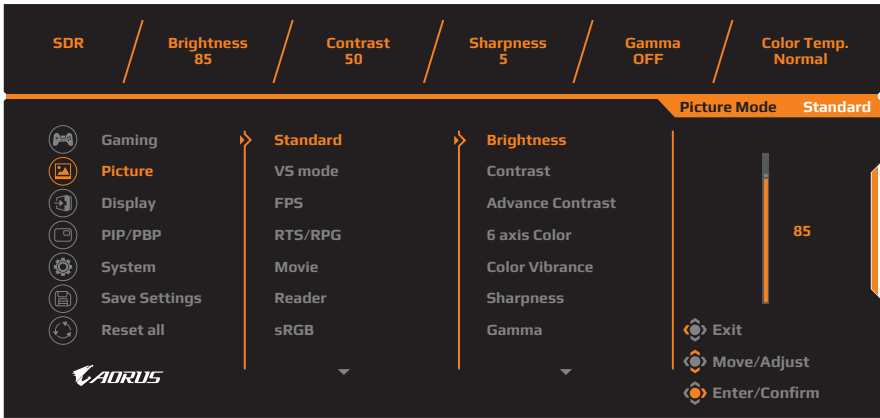 SDR
Brightness
85
Contrast
50
Sharpness
5
Gamma
OFF
Color Temp.
Normal
Picture Mode Standard
Gaming
Picture
Display
PIP/PBP
System
Save Settings
Reset all
AORUS
Standard
VS mode
FPS
RTS/RPG
Movie
Reader
sRGB
Brightness
Contrast
Advance Contrast
6 axis Color
Color Vibrance
Sharpness
Gamma
85
Exit
Move/Adjust
Enter/Confirm